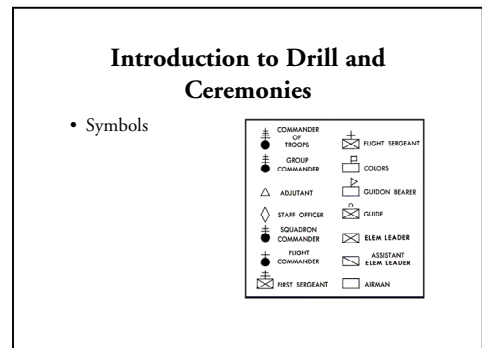 Introduction to Drill and
Ceremonies
• Symbols
COMMANDER
OF
TROOPS
GROUP
COMMANDER
ADJUTANT
STAFF OFFICER
SQUADRON
COMMANDER
FLIGHT
COMMANDER
FIRST SERGEANT
FLIGHT SERGEANT
COLORS
GUIDON BEARER
GUIDE
ELEM LEADER
ASSISTANT
ELEM LEADER
AIRMAN